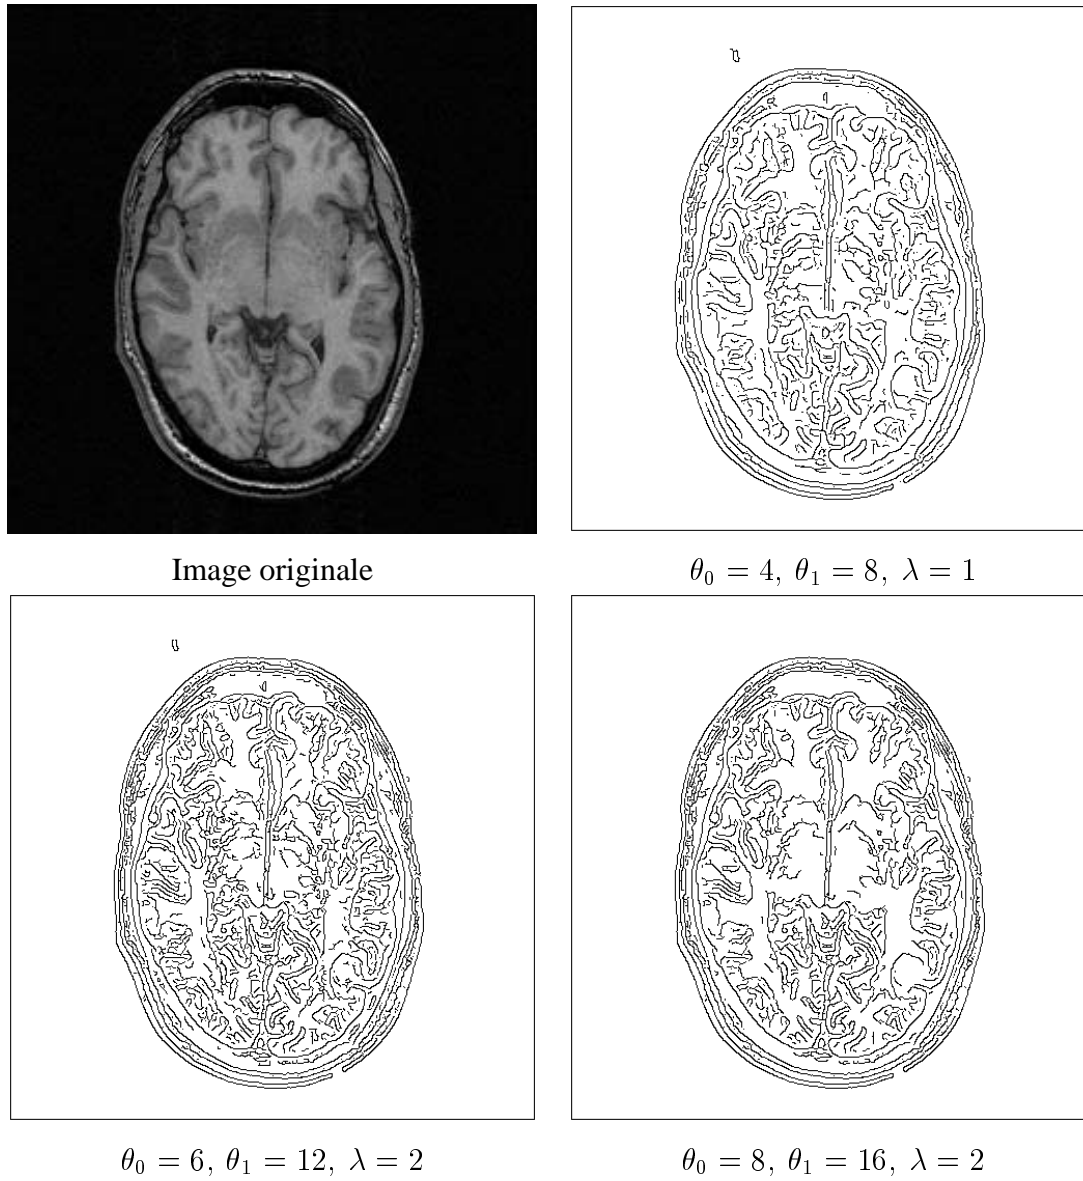 Image originale
θ₀ = 4, θ₁ = 8, λ = 1
θ₀ = 6, θ₁ = 12, λ = 2
θ₀ = 8, θ₁ = 16, λ = 2